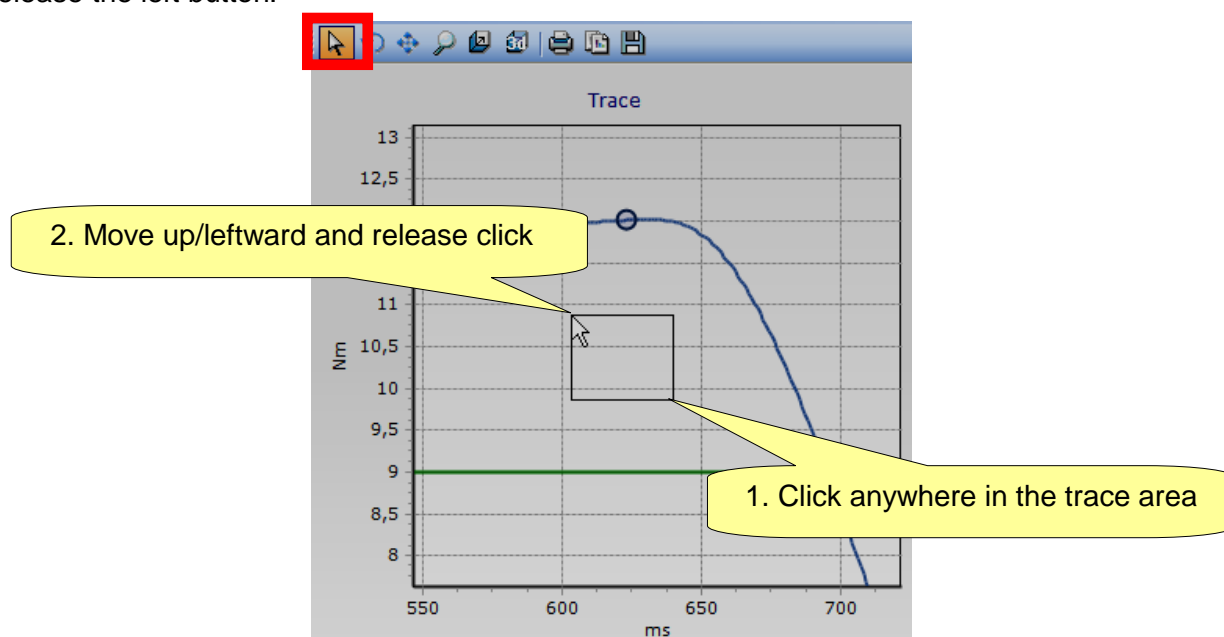 elease the left button.
3d
Trace
13
12,5
2. Move up/leftward and release click
11
Nm
10,5
10
9,5
9
1. Click anywhere in the trace area
8,5
8
550 600 650 700
ms